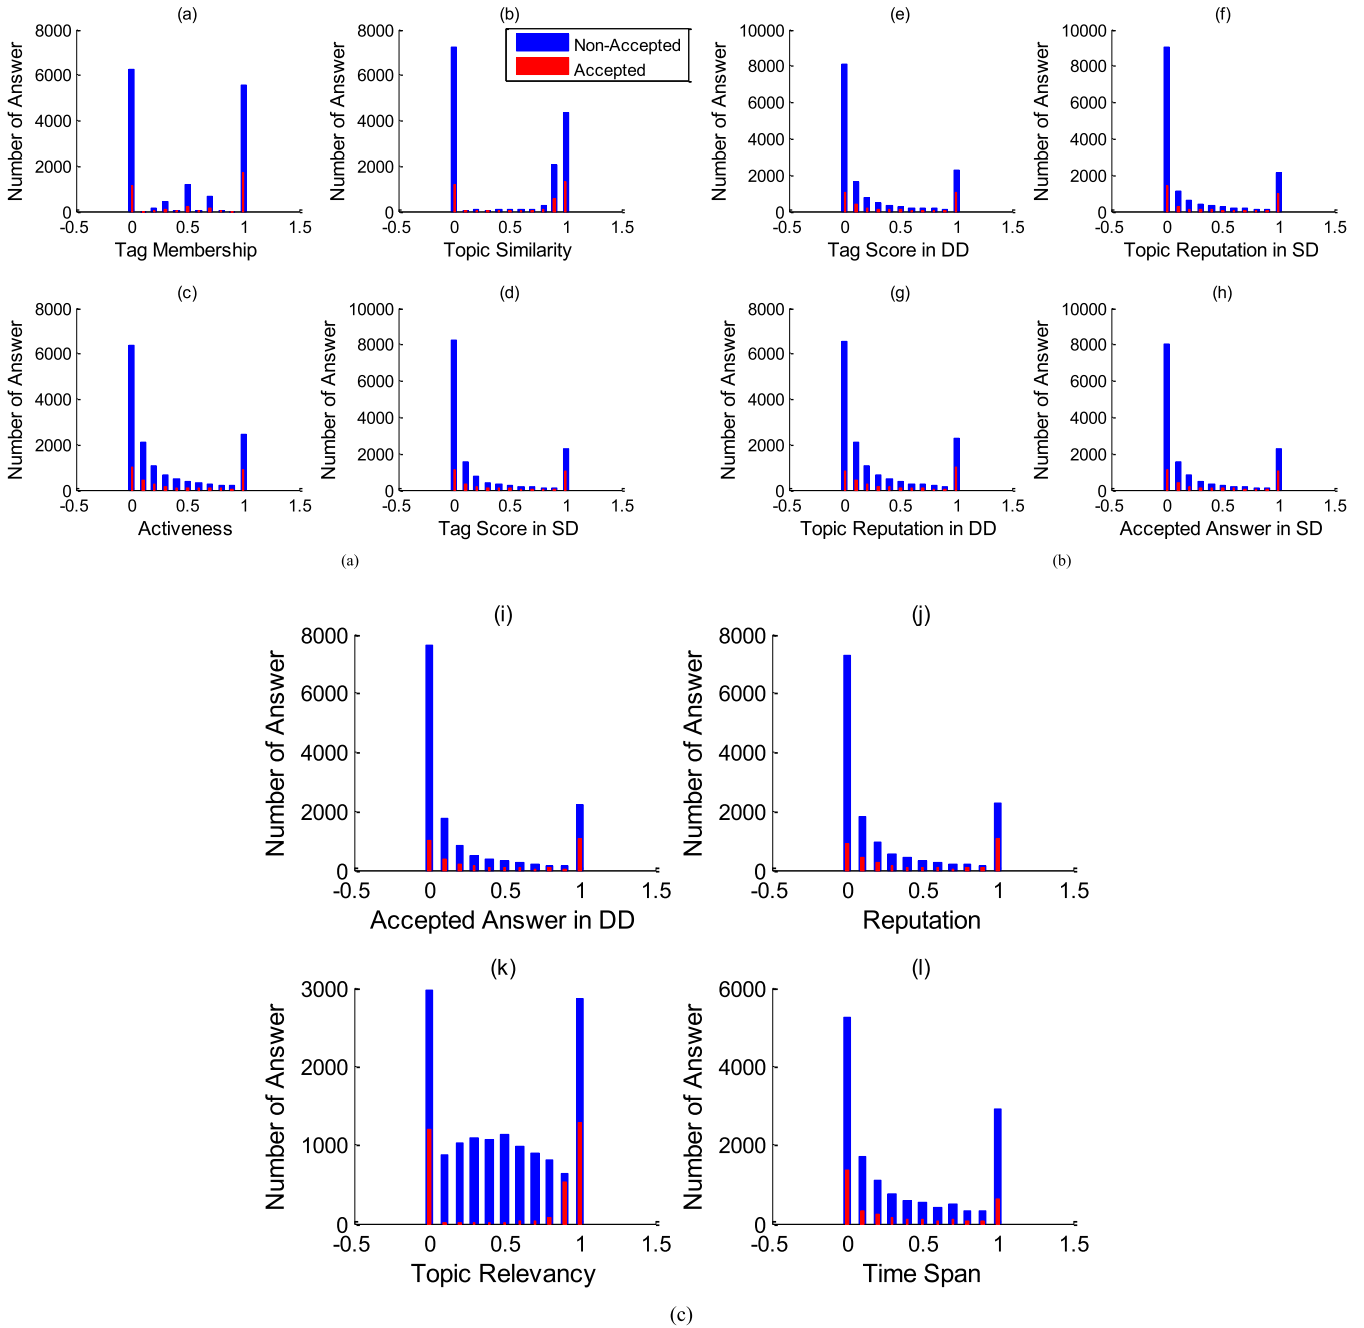 (a)
8000
6000
4000
2000
0
Number of Answer
-0.5 0 0.5 1 1.5
Tag Membership
(b)
8000
6000
4000
2000
0
Number of Answer
-0.5 0 0.5 1 1.5
Topic Similarity
Non-Accepted
Accepted
(c)
8000
6000
4000
2000
0
Number of Answer
-0.5 0 0.5 1 1.5
Activeness
(d)
10000
8000
6000
4000
2000
0
Number of Answer
-0.5 0 0.5 1 1.5
Tag Score in SD
(a)
(e)
10000
8000
6000
4000
2000
0
Number of Answer
-0.5 0 0.5 1 1.5
Tag Score in DD
(f)
10000
8000
6000
4000
2000
0
Number of Answer
-0.5 0 0.5 1 1.5
Topic Reputation in SD
(g)
8000
6000
4000
2000
0
Number of Answer
-0.5 0 0.5 1 1.5
Topic Reputation in DD
(h)
10000
8000
6000
4000
2000
0
Number of Answer
-0.5 0 0.5 1 1.5
Accepted Answer in SD
(b)
(i)
8000
6000
4000
2000
0
Number of Answer
-0.5 0 0.5 1 1.5
Accepted Answer in DD
(j)
8000
6000
4000
2000
0
Number of Answer
-0.5 0 0.5 1 1.5
Reputation
(k)
3000
2000
1000
0
Number of Answer
-0.5 0 0.5 1 1.5
Topic Relevancy
(l)
6000
4000
2000
0
Number of Answer
-0.5 0 0.5 1 1.5
Time Span
(c)